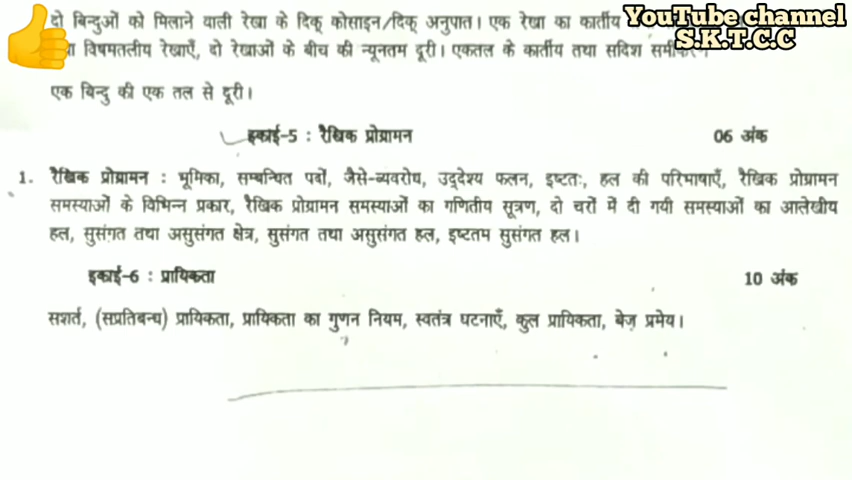 YouTube channel
S.K.T.C.C
दो बिन्दुओं को मिलाने वाली रेखा के दिक् कोसाइन/दिक् अनुपात। एक रेखा का कार्तीय
विषमतलीय रेखाएँ, दो रेखाओं के बीच की न्यूनतम दूरी। एकतल के कार्तीय तथा सदिश समीकरण
एक बिन्दु की एक तल से दूरी।
इकाई-5 : रैखिक प्रोग्रामन 06 अंक
1. रैखिक प्रोग्रामन : भूमिका, सम्बन्धित पदों, जैसे-व्यवरोध, उद्देश्य फलन, इष्टतः, हल की परिभाषाएँ, रैखिक प्रोग्रामन
समस्याओं के विभिन्न प्रकार, रैखिक प्रोग्रामन समस्याओं का गणितीय सूत्रण, दो चरों में दी गयी समस्याओं का आलेखीय
हल, सुसंगत तथा असुसंगत क्षेत्र, सुसंगत तथा असुसंगत हल, इष्टतम सुसंगत हल।
इकाई-6 : प्रायिकता 10 अंक
सशर्त, (सप्रतिबन्ध) प्रायिकता, प्रायिकता का गुणन नियम, स्वतंत्र घटनाएँ, कुल प्रायिकता, बेज़ प्रमेय।